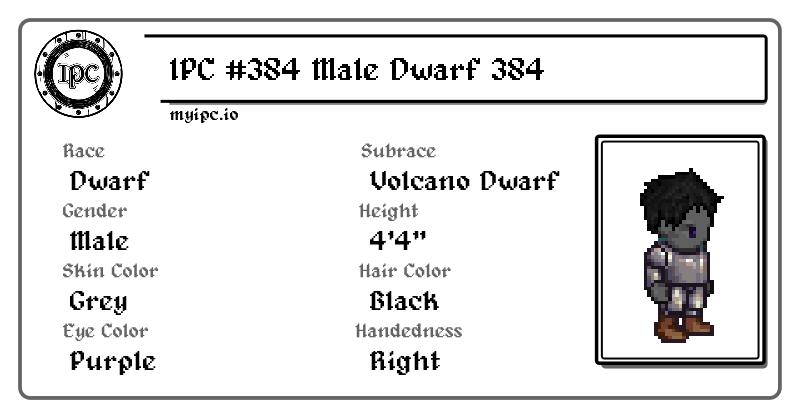 IPC
IPC #384 Male Dwarf 384
myipc.io
Race
Dwarf
Subrace
Volcano Dwarf
Gender
Male
Height
4'4"
Skin Color
Grey
Hair Color
Black
Eye Color
Purple
Handedness
Right